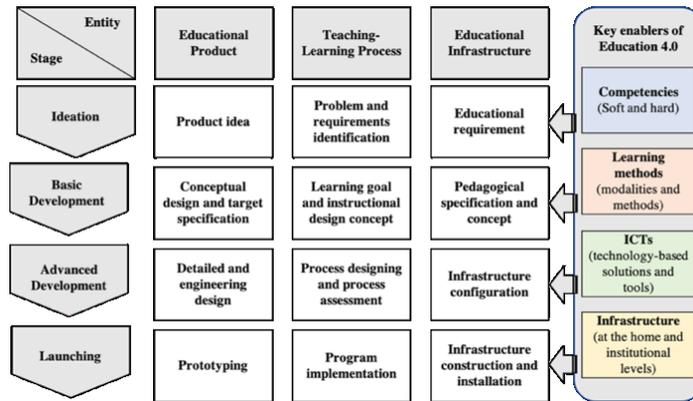 Entity
Stage
Educational
Product
Teaching-
Learning Process
Educational
Infrastructure
Key enablers of
Education 4.0
Ideation
Product idea
Problem and
requirements
identification
Educational
requirement
Competencies
(Soft and hard)
Basic
Development
Conceptual
design and target
specification
Learning goal
and instructional
design concept
Pedagogical
specification and
concept
Learning
methods
(modalities and
methods)
Advanced
Development
Detailed and
engineering
design
Process designing
and process
assessment
Infrastructure
configuration
ICTs
(technology-based
solutions and
tools)
Launching
Prototyping
Program
implementation
Infrastructure
construction and
installation
Infrastructure
(at the home and
institutional
levels)